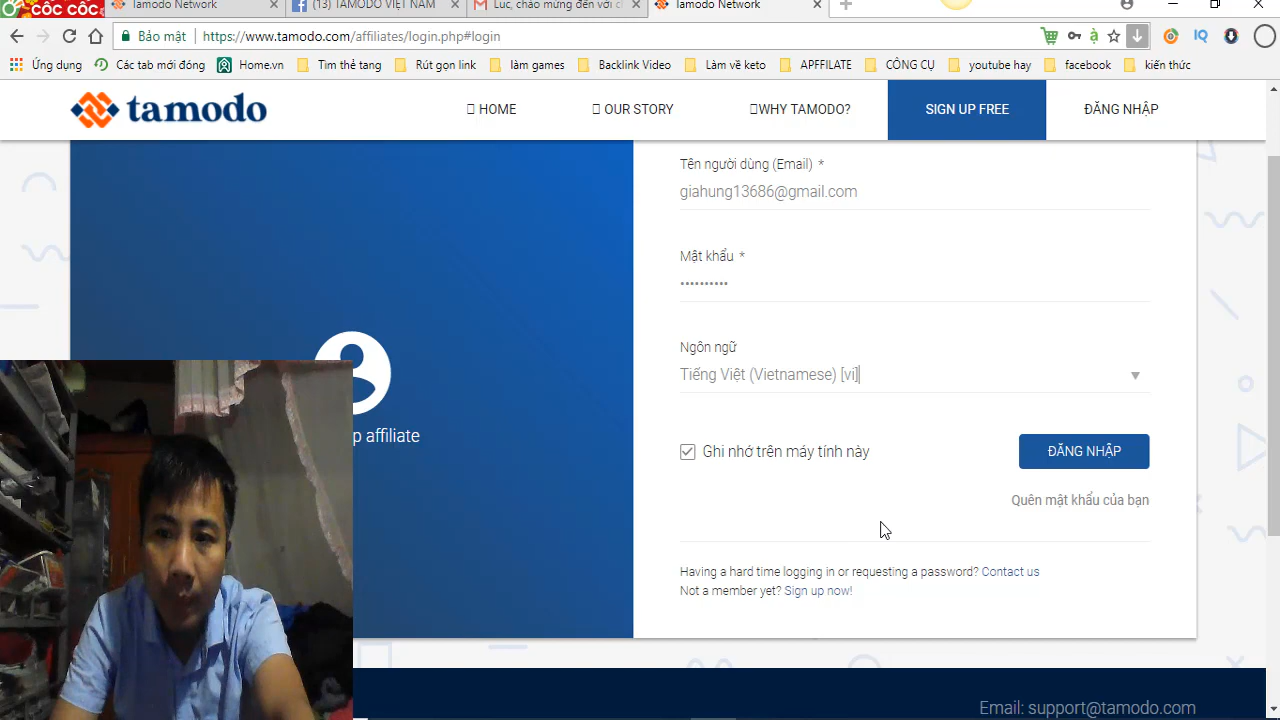 cốc cốc
Tamodo Network
(13) TAMODO VIỆT NAM
Luc, chào mừng đến với c
Tamodo Network
Bảo mật
https://www.tamodo.com/affiliates/login.php#login
Ứng dụng
Các tab mới đóng
Home.vn
Tìm thẻ tang
Rút gọn link
làm games
Backlink Video
Làm về keto
APFFILATE
CÔNG CỤ
youtube hay
facebook
kiến thức
tamodo
HOME
OUR STORY
WHY TAMODO?
SIGN UP FREE
ĐĂNG NHẬP
Tên người dùng (Email) *
giahung13686@gmail.com
Mật khẩu *
••••••••••
Ngôn ngữ
Tiếng Việt (Vietnamese) [vi]
p affiliate
Ghi nhớ trên máy tính này
ĐĂNG NHẬP
Quên mật khẩu của bạn
Having a hard time logging in or requesting a password? Contact us
Not a member yet? Sign up now!
Email: support@tamodo.com